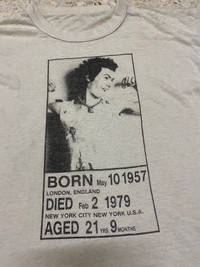 BORN May 10 1957
LONDON, ENGLAND
DIED Feb 2 1979
NEW YORK CITY NEW YORK U.S.A.
AGED 21 YRS 9 MONTHS